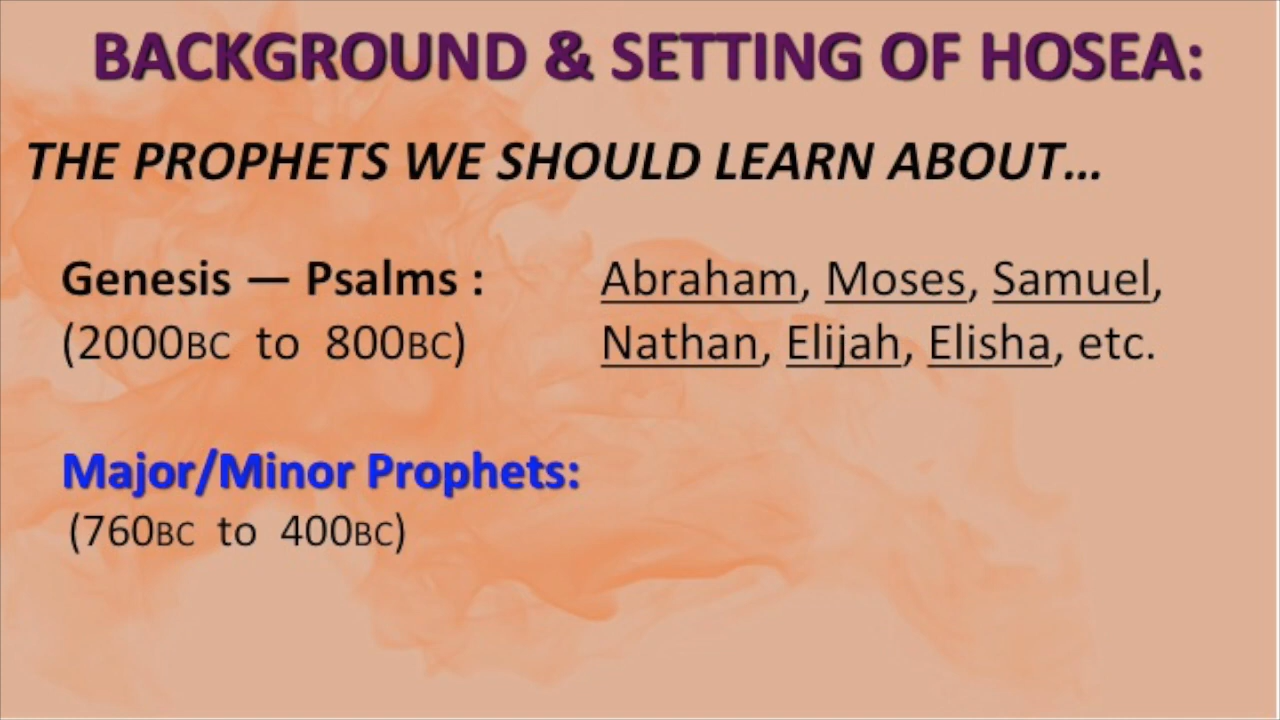 BACKGROUND & SETTING OF HOSEA:
THE PROPHETS WE SHOULD LEARN ABOUT...
Genesis — Psalms : Abraham, Moses, Samuel,
(2000BC to 800BC) Nathan, Elijah, Elisha, etc.
Major/Minor Prophets:
(760BC to 400BC)